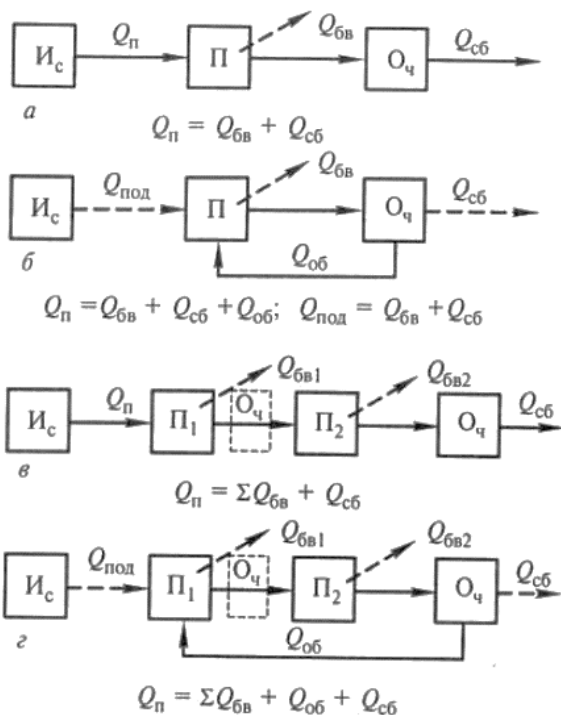 И_с Q_п П Q_бв О_ч Q_сб
а
Q_п = Q_бв + Q_сб
И_с Q_под П Q_бв О_ч Q_сб
б Q_об
Q_п = Q_бв + Q_сб + Q_об; Q_под = Q_бв + Q_сб
И_с Q_п П_1 Q_бв1 О_ч П_2 Q_бв2 О_ч Q_сб
в
Q_п = ΣQ_бв + Q_сб
И_с Q_под П_1 Q_бв1 О_ч П_2 Q_бв2 О_ч Q_сб
г Q_об
Q_п = ΣQ_бв + Q_об + Q_сб